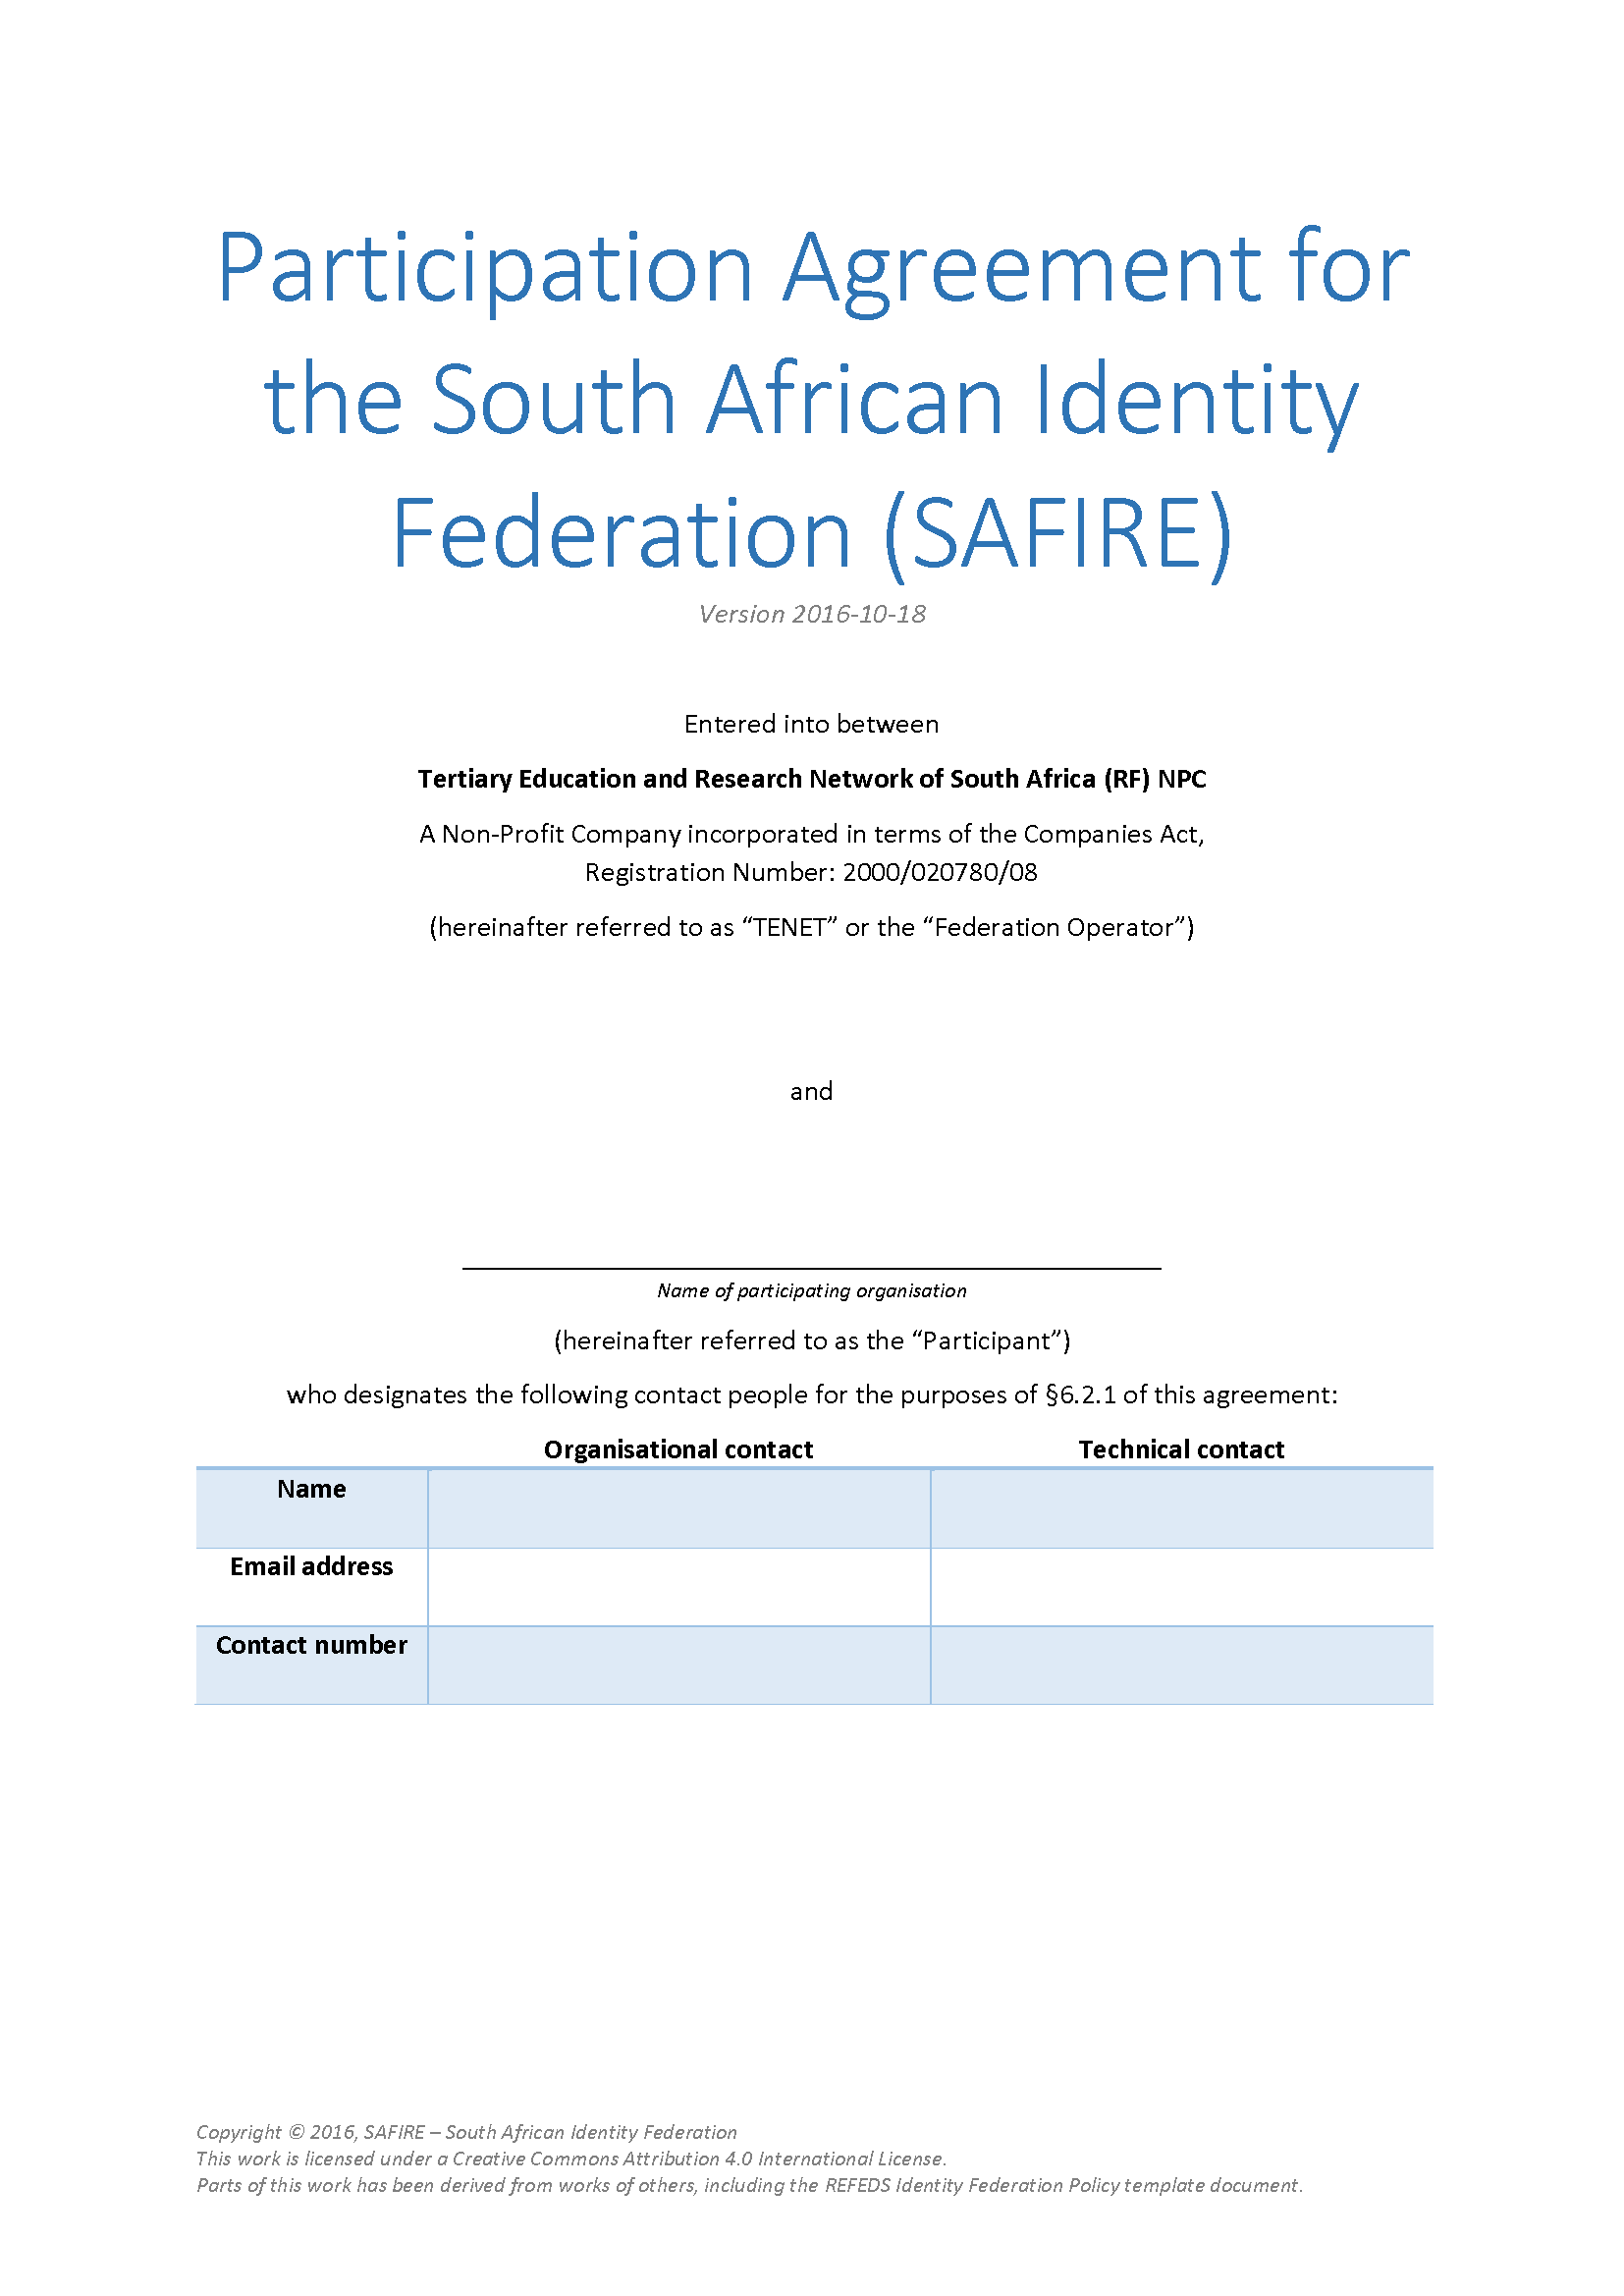 Participation Agreement for
the South African Identity
Federation (SAFIRE)
Version 2016-10-18
Entered into between
Tertiary Education and Research Network of South Africa (RF) NPC
A Non-Profit Company incorporated in terms of the Companies Act,
Registration Number: 2000/020780/08
(hereinafter referred to as “TENET” or the “Federation Operator”)
and
Name of participating organisation
(hereinafter referred to as the “Participant”)
who designates the following contact people for the purposes of §6.2.1 of this agreement:
Organisational contact Technical contact
Name
Email address
Contact number
Copyright © 2016, SAFIRE – South African Identity Federation
This work is licensed under a Creative Commons Attribution 4.0 International License.
Parts of this work has been derived from works of others, including the REFEDS Identity Federation Policy template document.